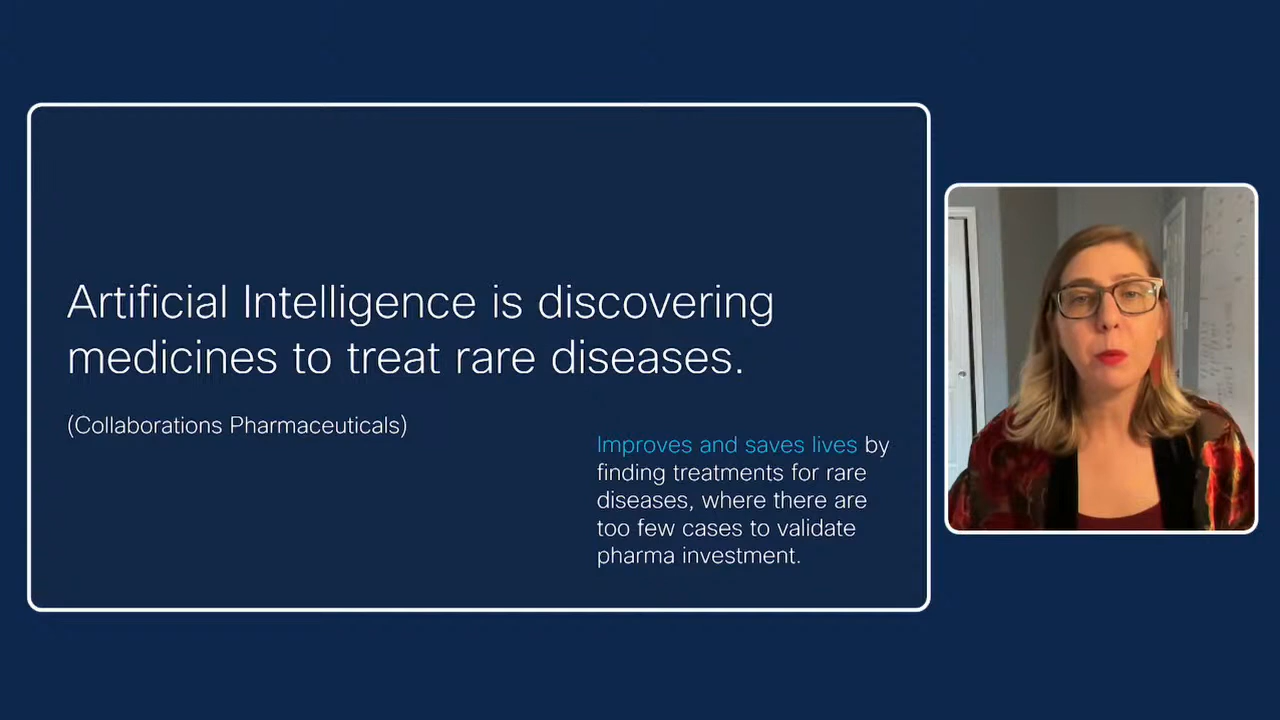 Artificial Intelligence is discovering
medicines to treat rare diseases.
(Collaborations Pharmaceuticals)
Improves and saves lives by
finding treatments for rare
diseases, where there are
too few cases to validate
pharma investment.